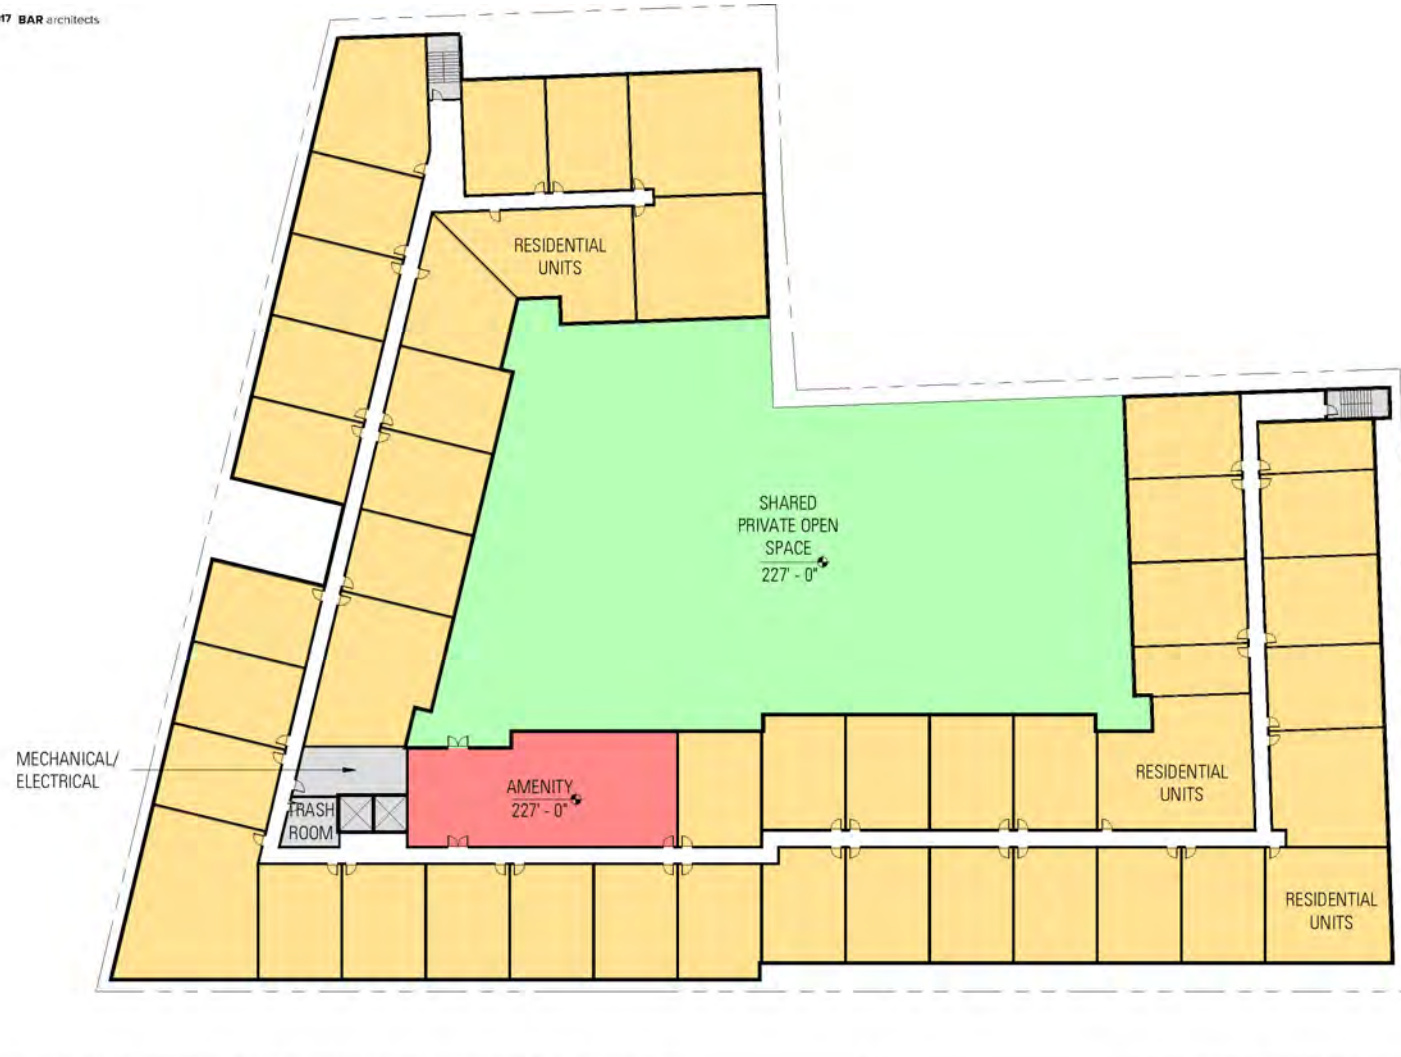 17 BAR architects
RESIDENTIAL
UNITS
SHARED
PRIVATE OPEN
SPACE
227' - 0"
MECHANICAL/
ELECTRICAL
TRASH
ROOM
AMENITY
227' - 0"
RESIDENTIAL
UNITS
RESIDENTIAL
UNITS